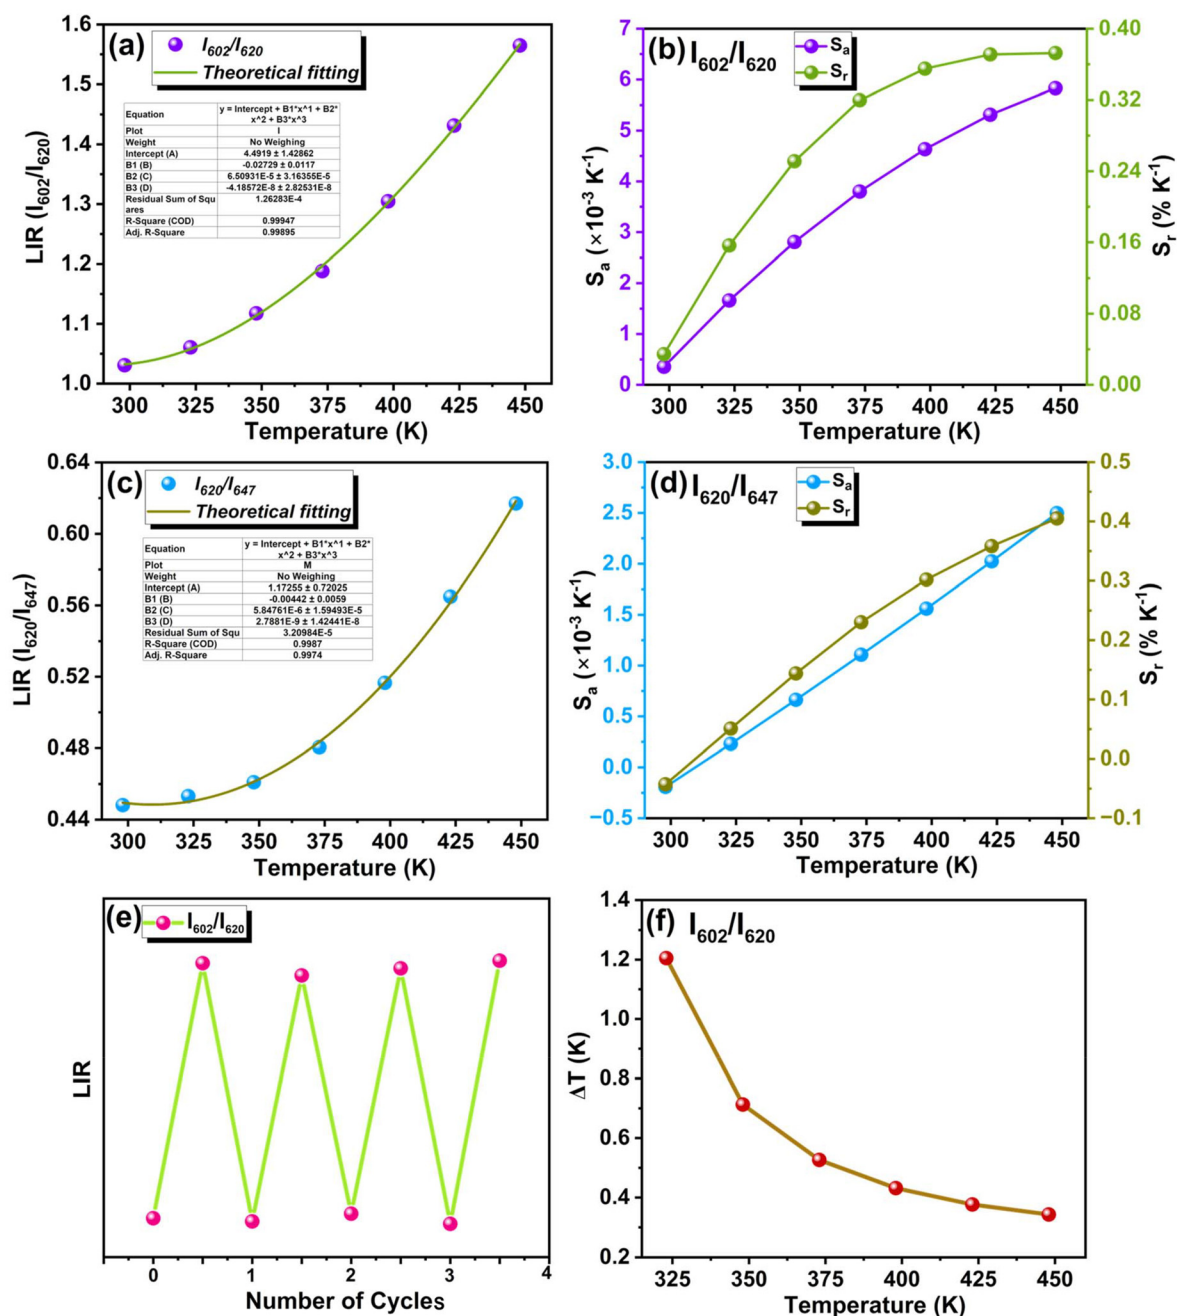 (a)
I602/I620
Theoretical fitting
Equation
y = Intercept + B1*x^1 + B2*
x^2 + B3*x^3
Plot
I
Weight
No Weighing
Intercept (A)
4.4919 ± 1.42862
B1 (B)
-0.02729 ± 0.0117
B2 (C)
6.50931E-5 ± 3.16355E-5
B3 (D)
-4.18572E-8 ± 2.82531E-8
Residual Sum of Squ
ares
1.26283E-4
R-Square (COD)
0.99947
Adj. R-Square
0.99895
LIR (I602/I620)
1.6
1.5
1.4
1.3
1.2
1.1
1.0
300 325 350 375 400 425 450
Temperature (K)
(b) I602/I620
Sa
Sr
Sa (×10-3 K-1)
7
6
5
4
3
2
1
0
Sr (% K-1)
0.40
0.32
0.24
0.16
0.08
0.00
300 325 350 375 400 425 450
Temperature (K)
(c)
I620/I647
Theoretical fitting
Equation
y = Intercept + B1*x^1 + B2*
x^2 + B3*x^3
Plot
M
Weight
No Weighing
Intercept (A)
1.17255 ± 0.72025
B1 (B)
-0.00442 ± 0.0059
B2 (C)
5.84761E-6 ± 1.59493E-5
B3 (D)
2.7881E-9 ± 1.42441E-8
Residual Sum of Squ
3.20984E-5
R-Square (COD)
0.9987
Adj. R-Square
0.9974
LIR (I620/I647)
0.64
0.60
0.56
0.52
0.48
0.44
300 325 350 375 400 425 450
Temperature (K)
(d) I620/I647
Sa
Sr
Sa (×10-3 K-1)
3.0
2.5
2.0
1.5
1.0
0.5
0.0
−0.5
Sr (% K-1)
0.5
0.4
0.3
0.2
0.1
0.0
−0.1
300 325 350 375 400 425 450
Temperature (K)
(e)
I602/I620
LIR
0 1 2 3 4
Number of Cycles
(f) I602/I620
ΔT (K)
1.4
1.2
1.0
0.8
0.6
0.4
0.2
325 350 375 400 425 450
Temperature (K)